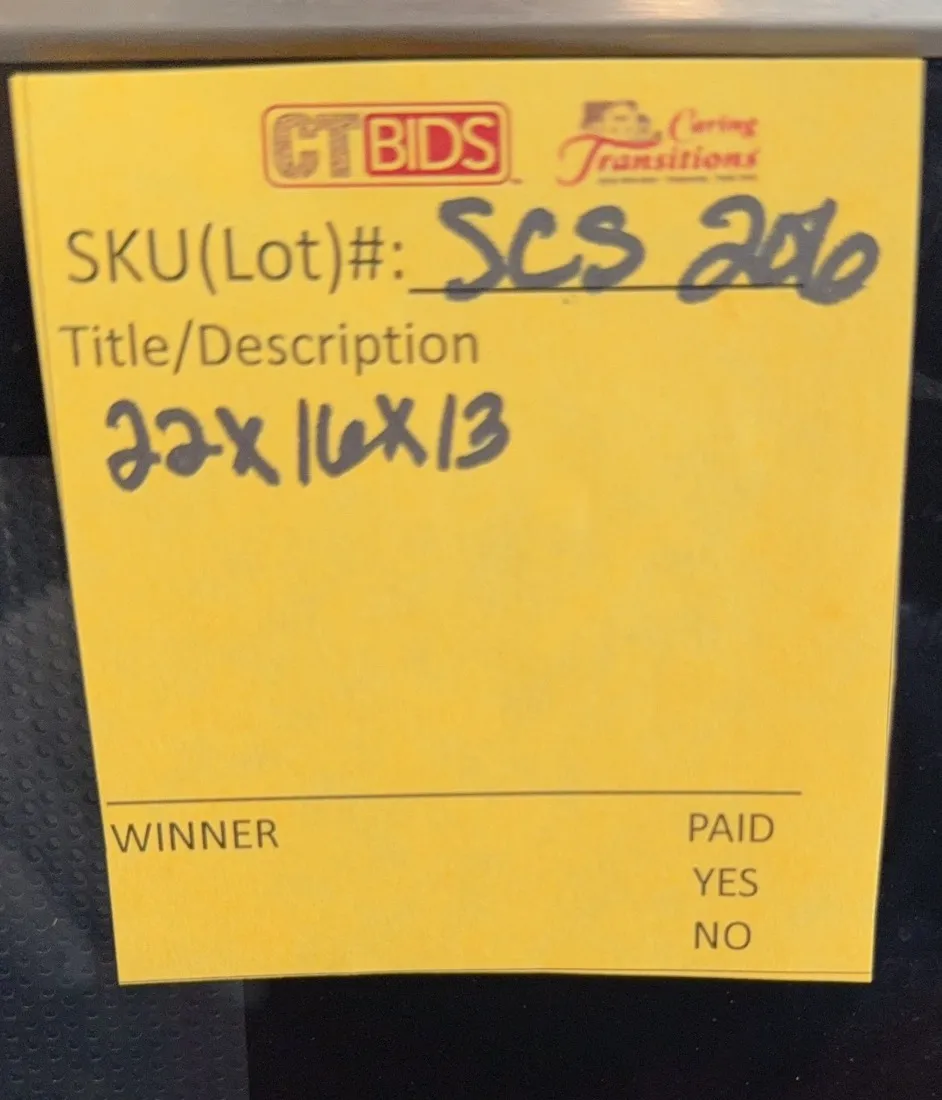 CTBIDS
Caring
Transitions
SKU(Lot)#: SCS 206
Title/Description
22X16X13
WINNER
PAID
YES
NO